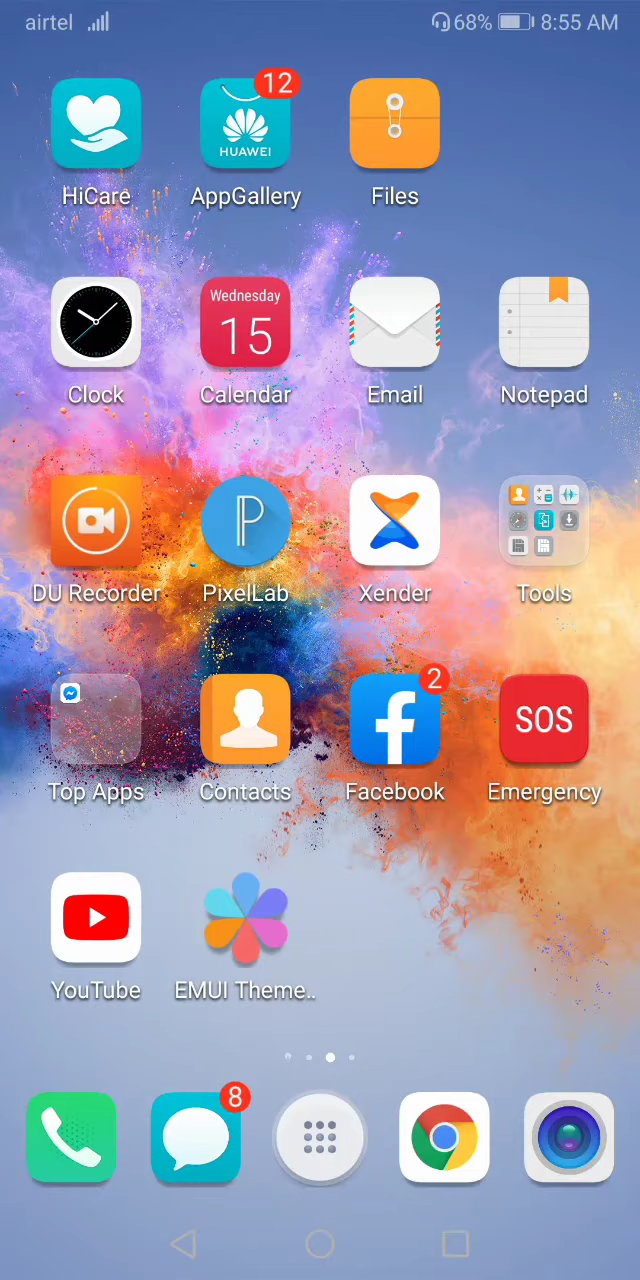 airtel 68% 8:55 AM
12
HUAWEI
HiCare AppGallery Files
Wednesday
15
Clock Calendar Email Notepad
P
DU Recorder PixelLab Xender Tools
2
SOS
Top Apps Contacts Facebook Emergency
YouTube EMUI Theme..
8